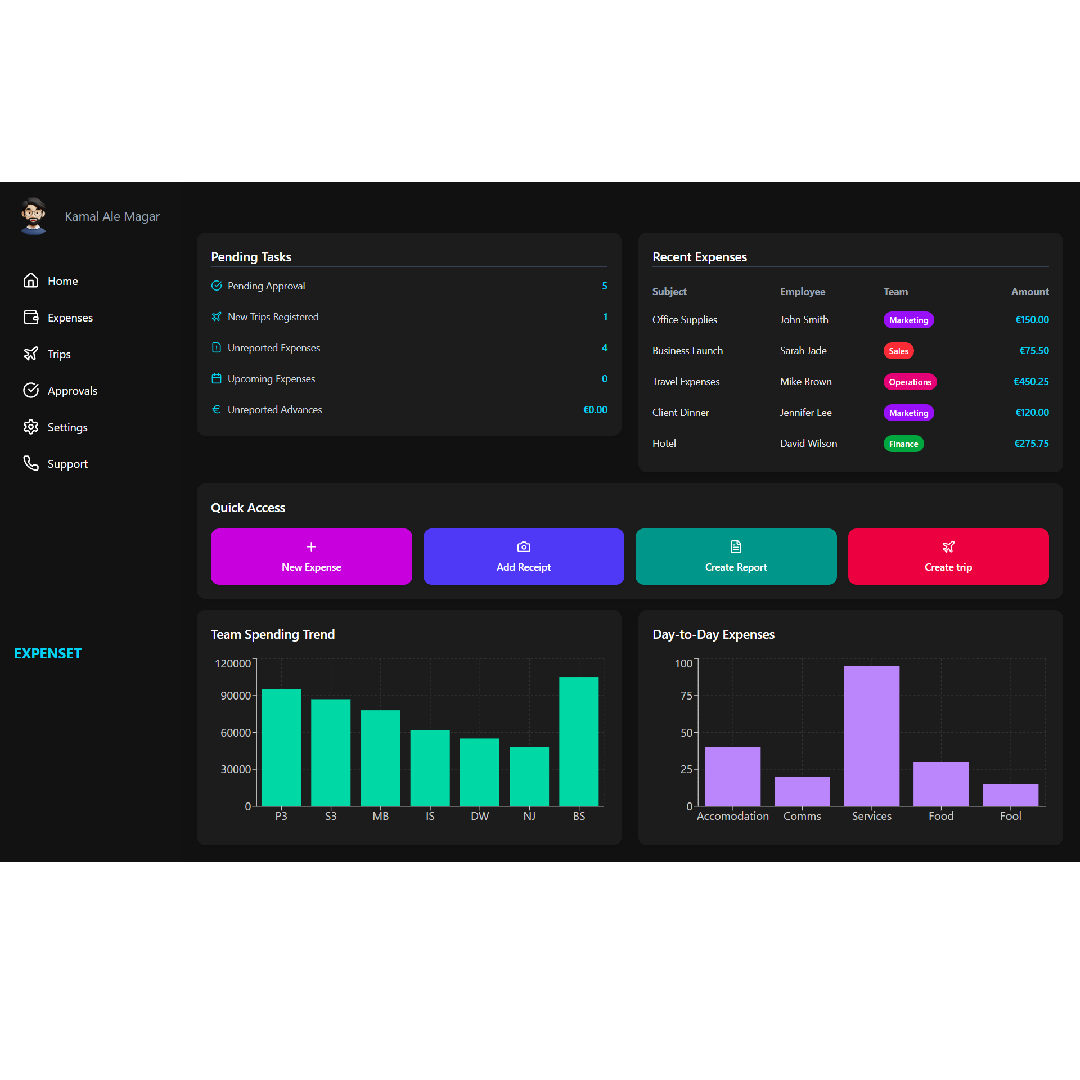 Kamal Ale Magar
Home
Expenses
Trips
Approvals
Settings
Support
EXPENSET
Pending Tasks
Pending Approval 5
New Trips Registered 1
Unreported Expenses 4
Upcoming Expenses 0
Unreported Advances €0.00
Recent Expenses
Subject Employee Team Amount
Office Supplies John Smith Marketing €150.00
Business Launch Sarah Jade Sales €75.50
Travel Expenses Mike Brown Operations €450.25
Client Dinner Jennifer Lee Marketing €120.00
Hotel David Wilson Finance €275.75
Quick Access
New Expense
Add Receipt
Create Report
Create trip
Team Spending Trend
120000
90000
60000
30000
0
P3 S3 MB IS DW NJ BS
Day-to-Day Expenses
100
75
50
25
0
Accomodation Comms Services Food Fool